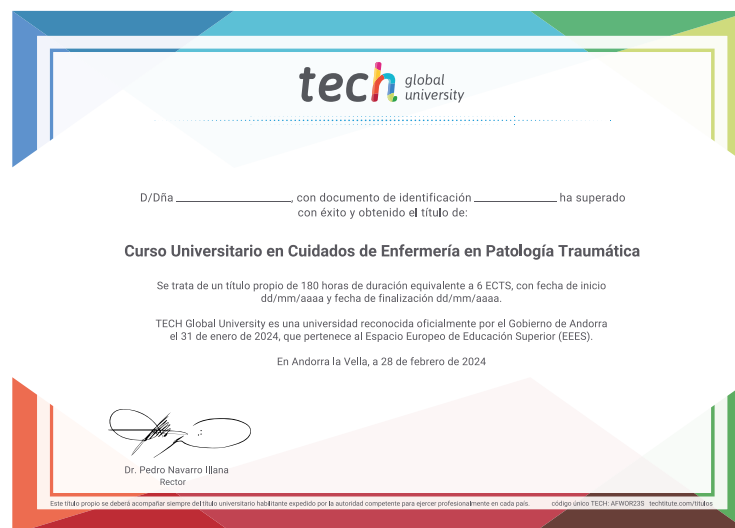 tech global university
D/Dña ____________________, con documento de identificación ______________ ha superado
con éxito y obtenido el título de:
Curso Universitario en Cuidados de Enfermería en Patología Traumática
Se trata de un título propio de 180 horas de duración equivalente a 6 ECTS, con fecha de inicio
dd/mm/aaaa y fecha de finalización dd/mm/aaaa.
TECH Global University es una universidad reconocida oficialmente por el Gobierno de Andorra
el 31 de enero de 2024, que pertenece al Espacio Europeo de Educación Superior (EEES).
En Andorra la Vella, a 28 de febrero de 2024
Dr. Pedro Navarro Illana
Rector
Este título propio se deberá acompañar siempre del título universitario habilitante expedido por la autoridad competente para ejercer profesionalmente en cada país. código único TECH: AFWOR23S techtitute.com/títulos